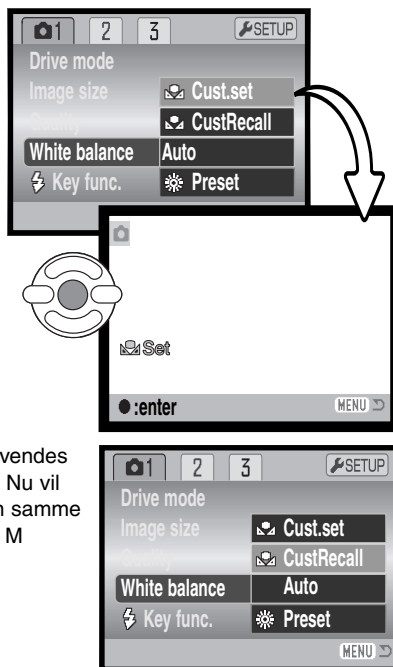 1 2 3 SETUP
Drive mode
Image size Cust.set
Quality CustRecall
White balance Auto
Key func. Preset
Set
:enter MENU
vendes
Nu vil
samme
M
1 2 3 SETUP
Drive mode
Image size Cust.set
Quality CustRecall
White balance Auto
Key func. Preset
MENU